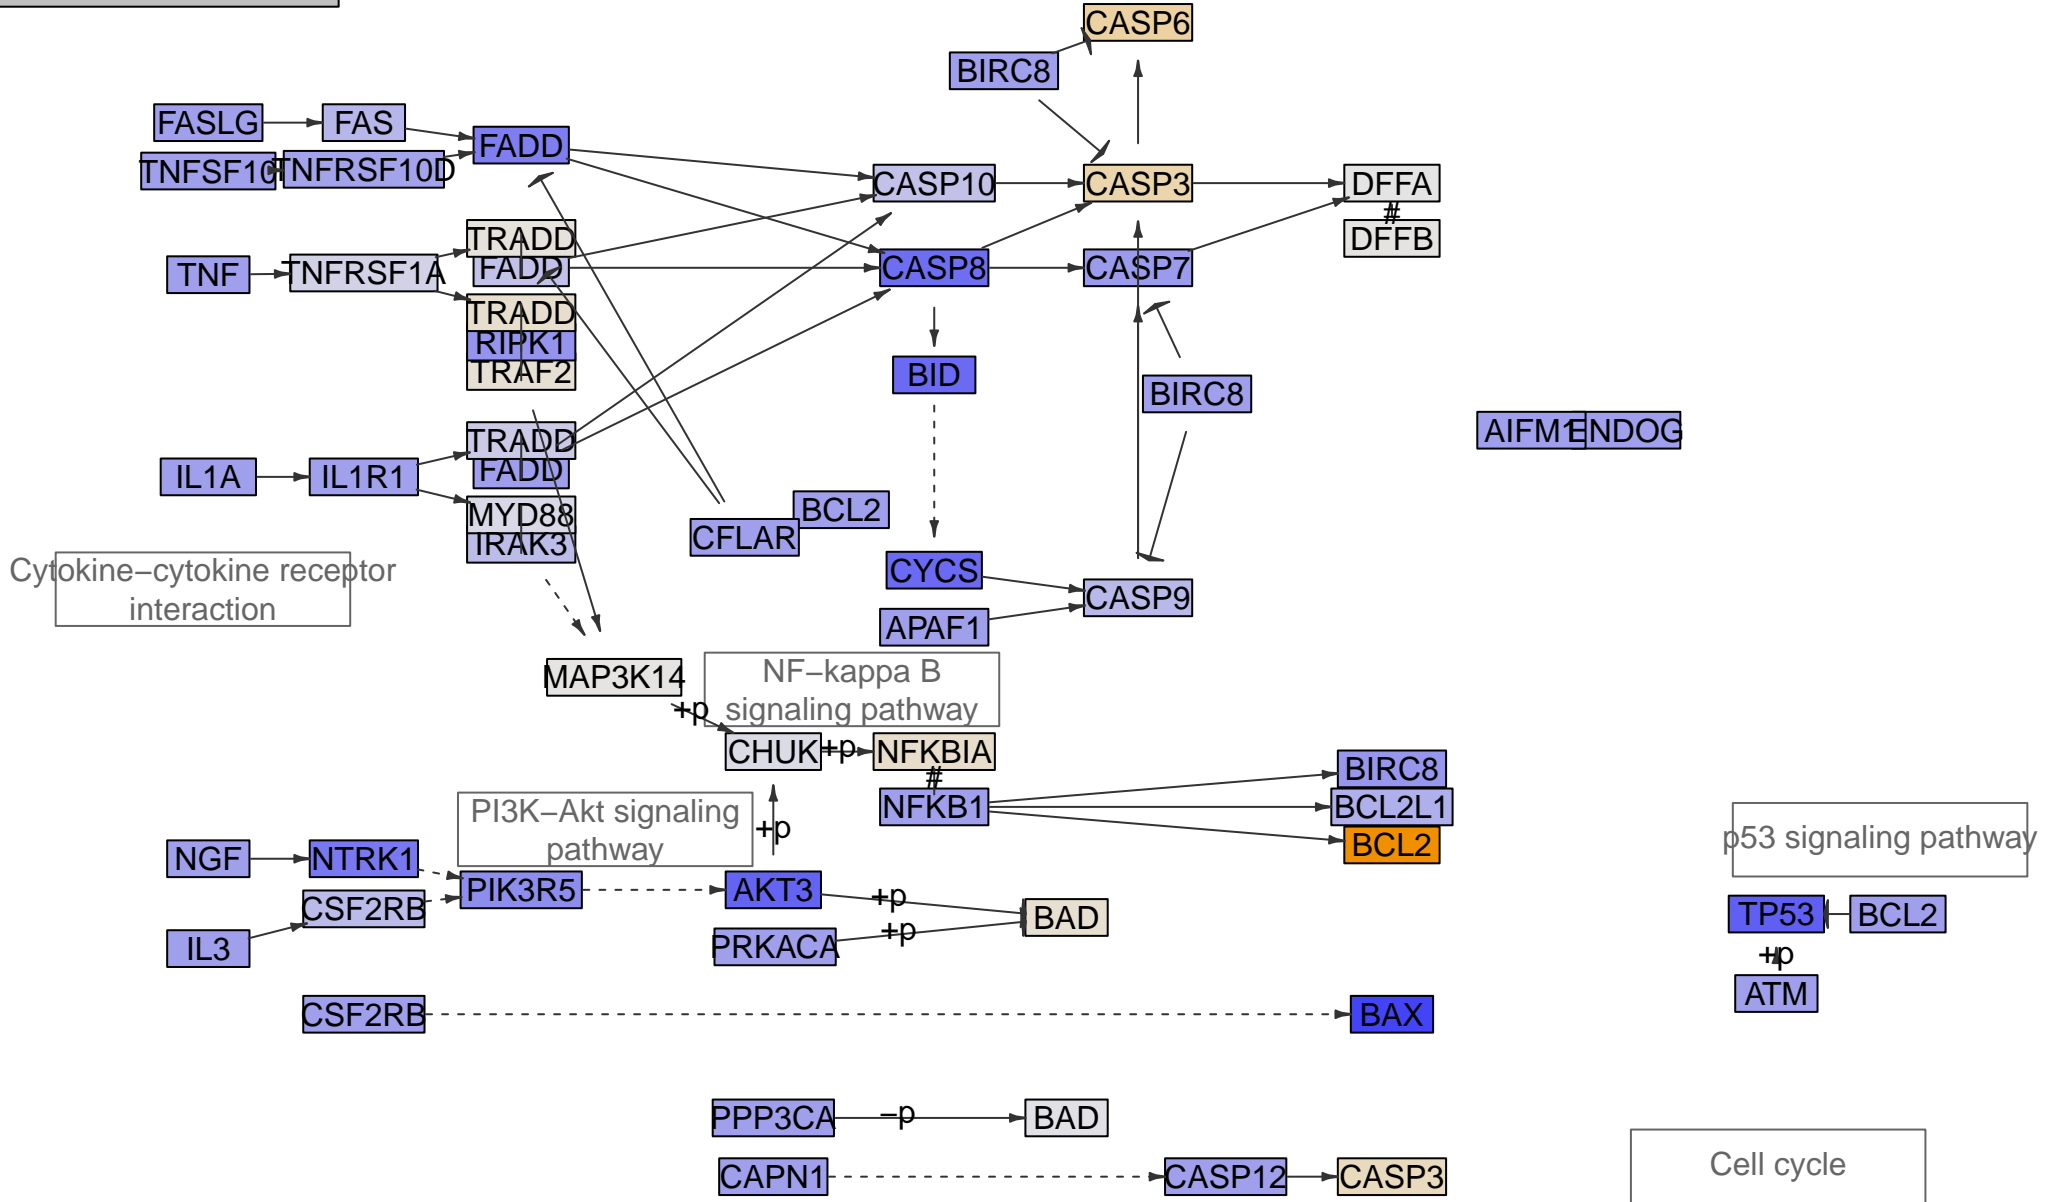 CASP6
BIRC8
FASLG
FAS
FADD
TNFSF10
TNFRSF10D
CASP10
CASP3
DFFA
#
DFFB
TRADD
FADD
TNF
TNFRSF1A
CASP8
CASP7
TRADD
RIPK1
TRAF2
BID
BIRC8
TRADD
FADD
AIFM1
ENDOG
IL1A
IL1R1
MYD88
IRAK3
BCL2
CFLAR
Cytokine–cytokine receptor
interaction
CYCS
CASP9
APAF1
MAP3K14
NF–kappa B
signaling pathway
+p
CHUK
+p
NFKBIA
#
BIRC8
NFKB1
BCL2L1
BCL2
PI3K–Akt signaling
pathway
+p
p53 signaling pathway
NGF
NTRK1
PIK3R5
AKT3
+p
CSF2RB
BAD
TP53
BCL2
IL3
PRKACA
+p
+p
ATM
CSF2RB
BAX
PPP3CA
–p
BAD
CAPN1
CASP12
CASP3
Cell cycle